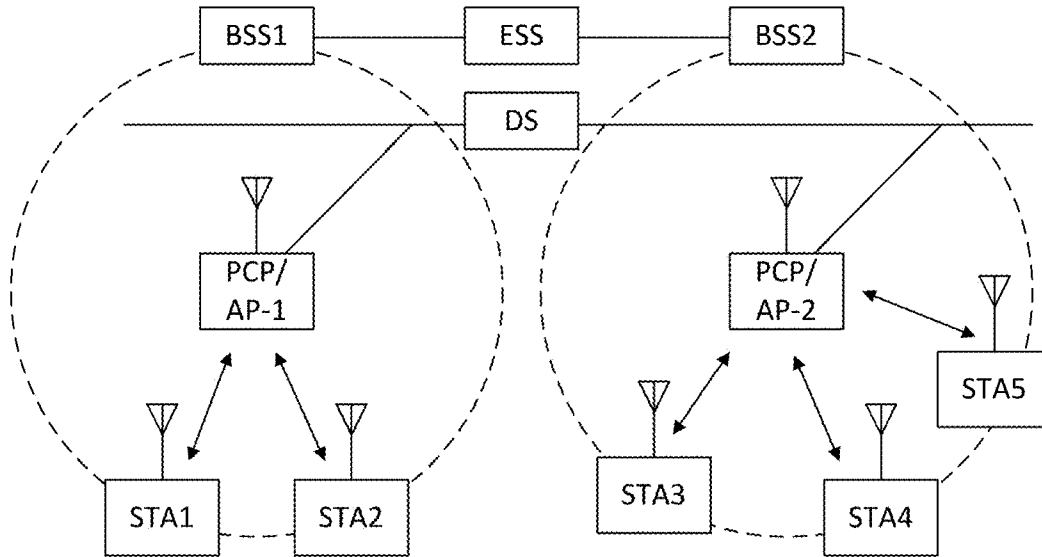 BSS1
ESS
BSS2
DS
PCP/
AP-1
PCP/
AP-2
STA5
STA1
STA2
STA3
STA4